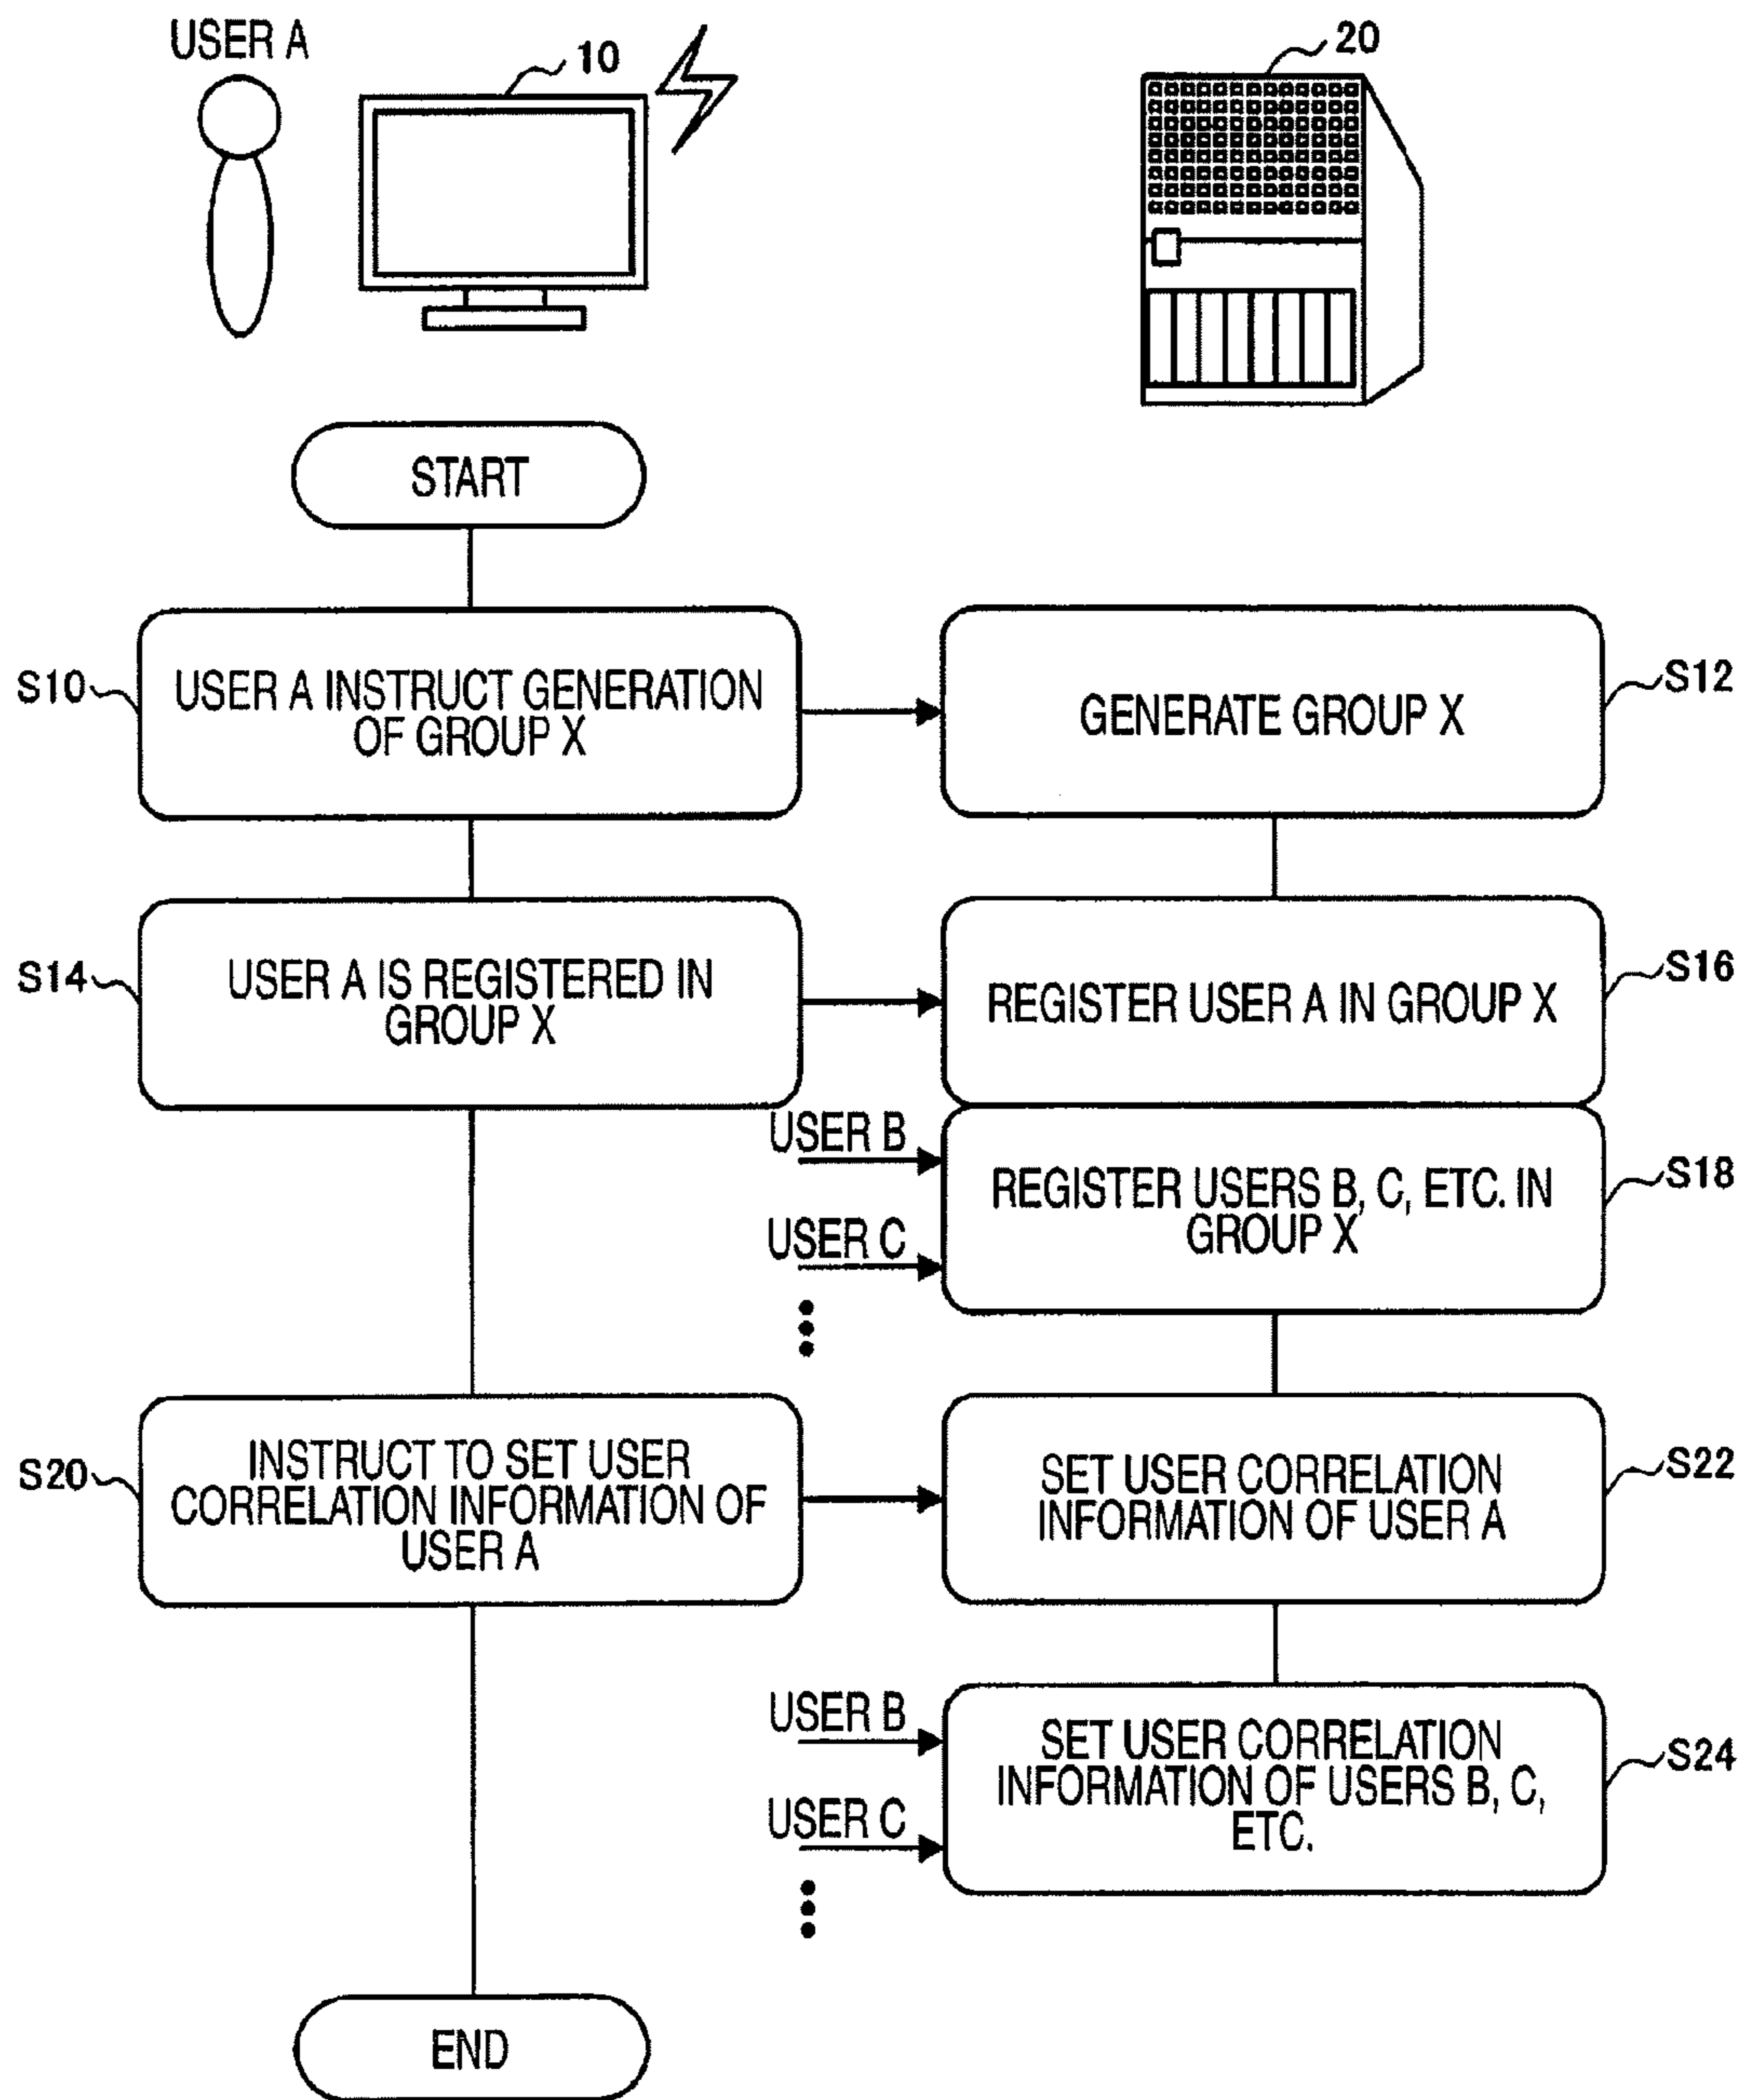 USER A
10
20
START
S10
USER A INSTRUCT GENERATION
OF GROUP X
GENERATE GROUP X
S12
S14
USER A IS REGISTERED IN
GROUP X
REGISTER USER A IN GROUP X
S16
USER B
USER C
REGISTER USERS B, C, ETC. IN
GROUP X
S18
S20
INSTRUCT TO SET USER
CORRELATION INFORMATION OF
USER A
SET USER CORRELATION
INFORMATION OF USER A
S22
USER B
USER C
SET USER CORRELATION
INFORMATION OF USERS B, C,
ETC.
S24
END